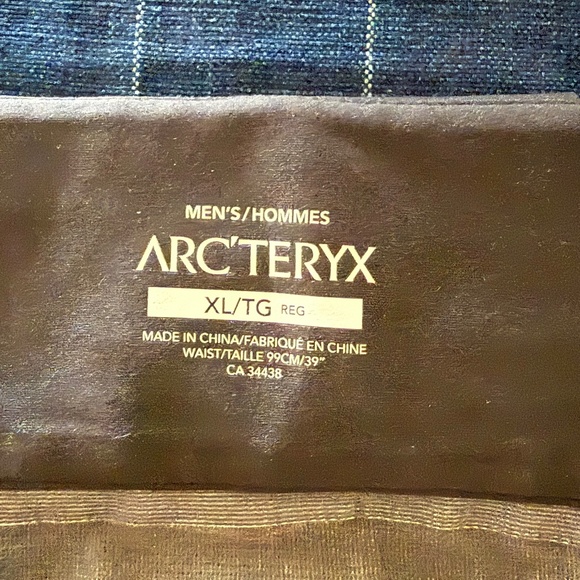 MEN'S/HOMMES
ARC'TERYX
XL/TG REG
MADE IN CHINA/FABRIQUÉ EN CHINE
WAIST/TAILLE 99CM/39"
CA 34438